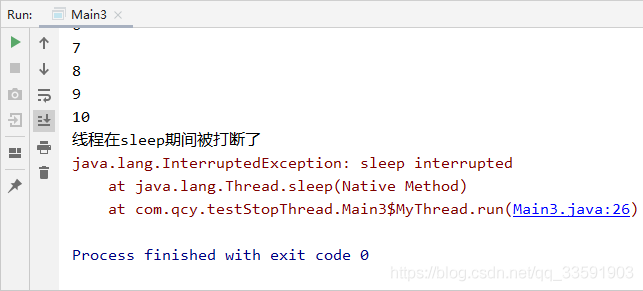 Run: Main3
7
8
9
10
线程在sleep期间被打断了
java.lang.InterruptedException: sleep interrupted
at java.lang.Thread.sleep(Native Method)
at com.qcy.testStopThread.Main3$MyThread.run(Main3.java:26)
Process finished with exit code 0
https://blog.csdn.net/qq_33591903